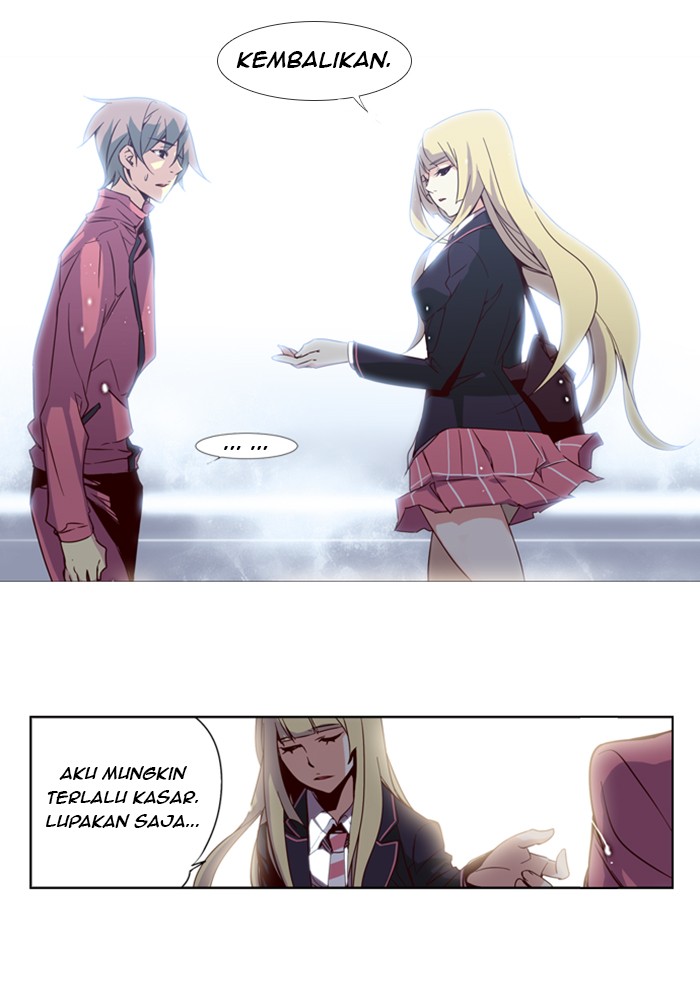 KEMBALIKAN.
... ...
AKU MUNGKIN
TERLALU KASAR.
LUPAKAN SAJA...